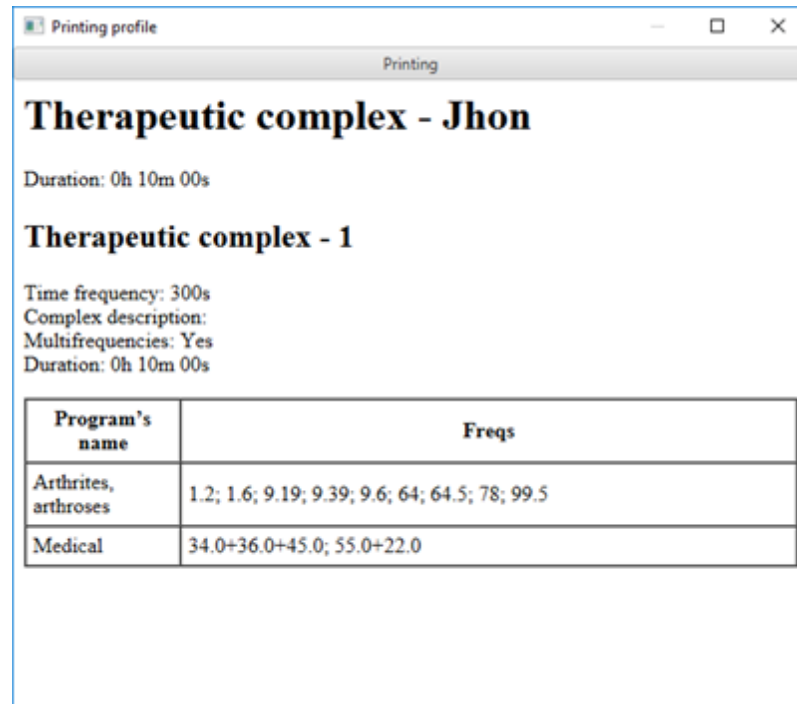 Printing profile
Printing
Therapeutic complex - Jhon
Duration: 0h 10m 00s
Therapeutic complex - 1
Time frequency: 300s
Complex description:
Multifrequencies: Yes
Duration: 0h 10m 00s
Program’s
name
Freqs
Arthrites,
arthroses
1.2; 1.6; 9.19; 9.39; 9.6; 64; 64.5; 78; 99.5
Medical
34.0+36.0+45.0; 55.0+22.0